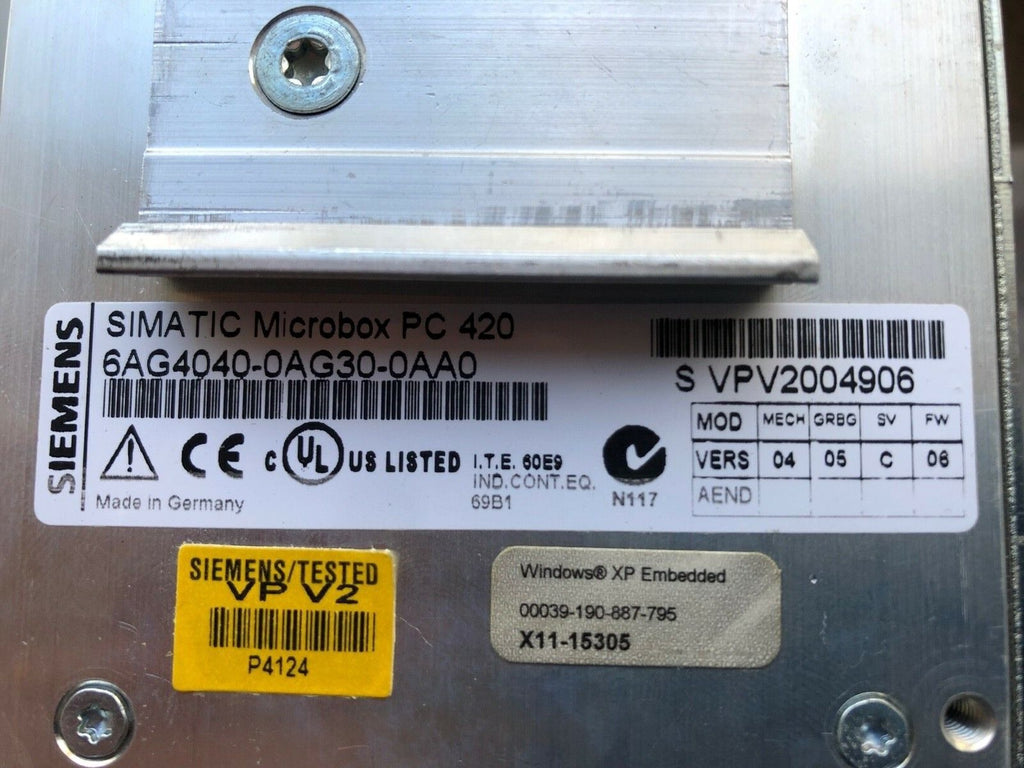 SIEMENS
SIMATIC Microbox PC 420
6AG4040-0AG30-0AA0
S VPV2004906
MOD MECH GRBG SV FW
VERS 04 05 C 06
AEND
CE c UL US LISTED I.T.E. 60E9
IND.CONT.EQ.
69B1
N117
Made in Germany
SIEMENS/TESTED
VP V2
P4124
Windows® XP Embedded
00039-190-887-795
X11-15305